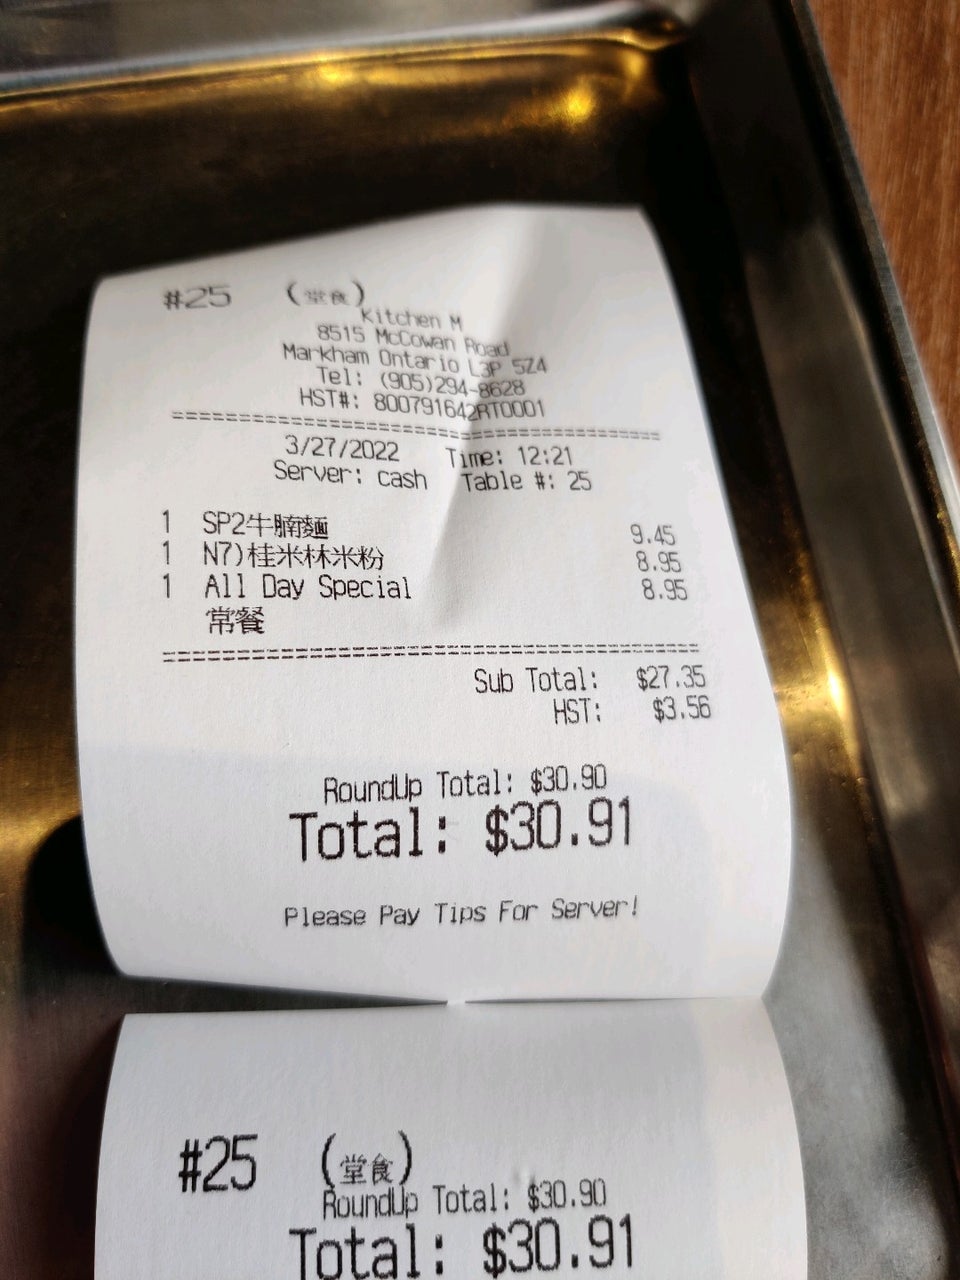 #25 (堂食)
Kitchen M
8515 McCowan Road
Markham Ontario L3P 5Z4
Tel: (905)294-8628
HST#: 800791642RT0001
================================================
3/27/2022 Time: 12:21
Server: cash Table #: 25
1 SP2牛腩麵 9.45
1 N7)桂米林米粉 8.95
1 All Day Special 8.95
常餐
================================================
Sub Total: $27.35
HST: $3.56
RoundUp Total: $30.90
Total: $30.91
Please Pay Tips For Server!
#25 (堂食)
RoundUp Total: $30.90
Total: $30.91